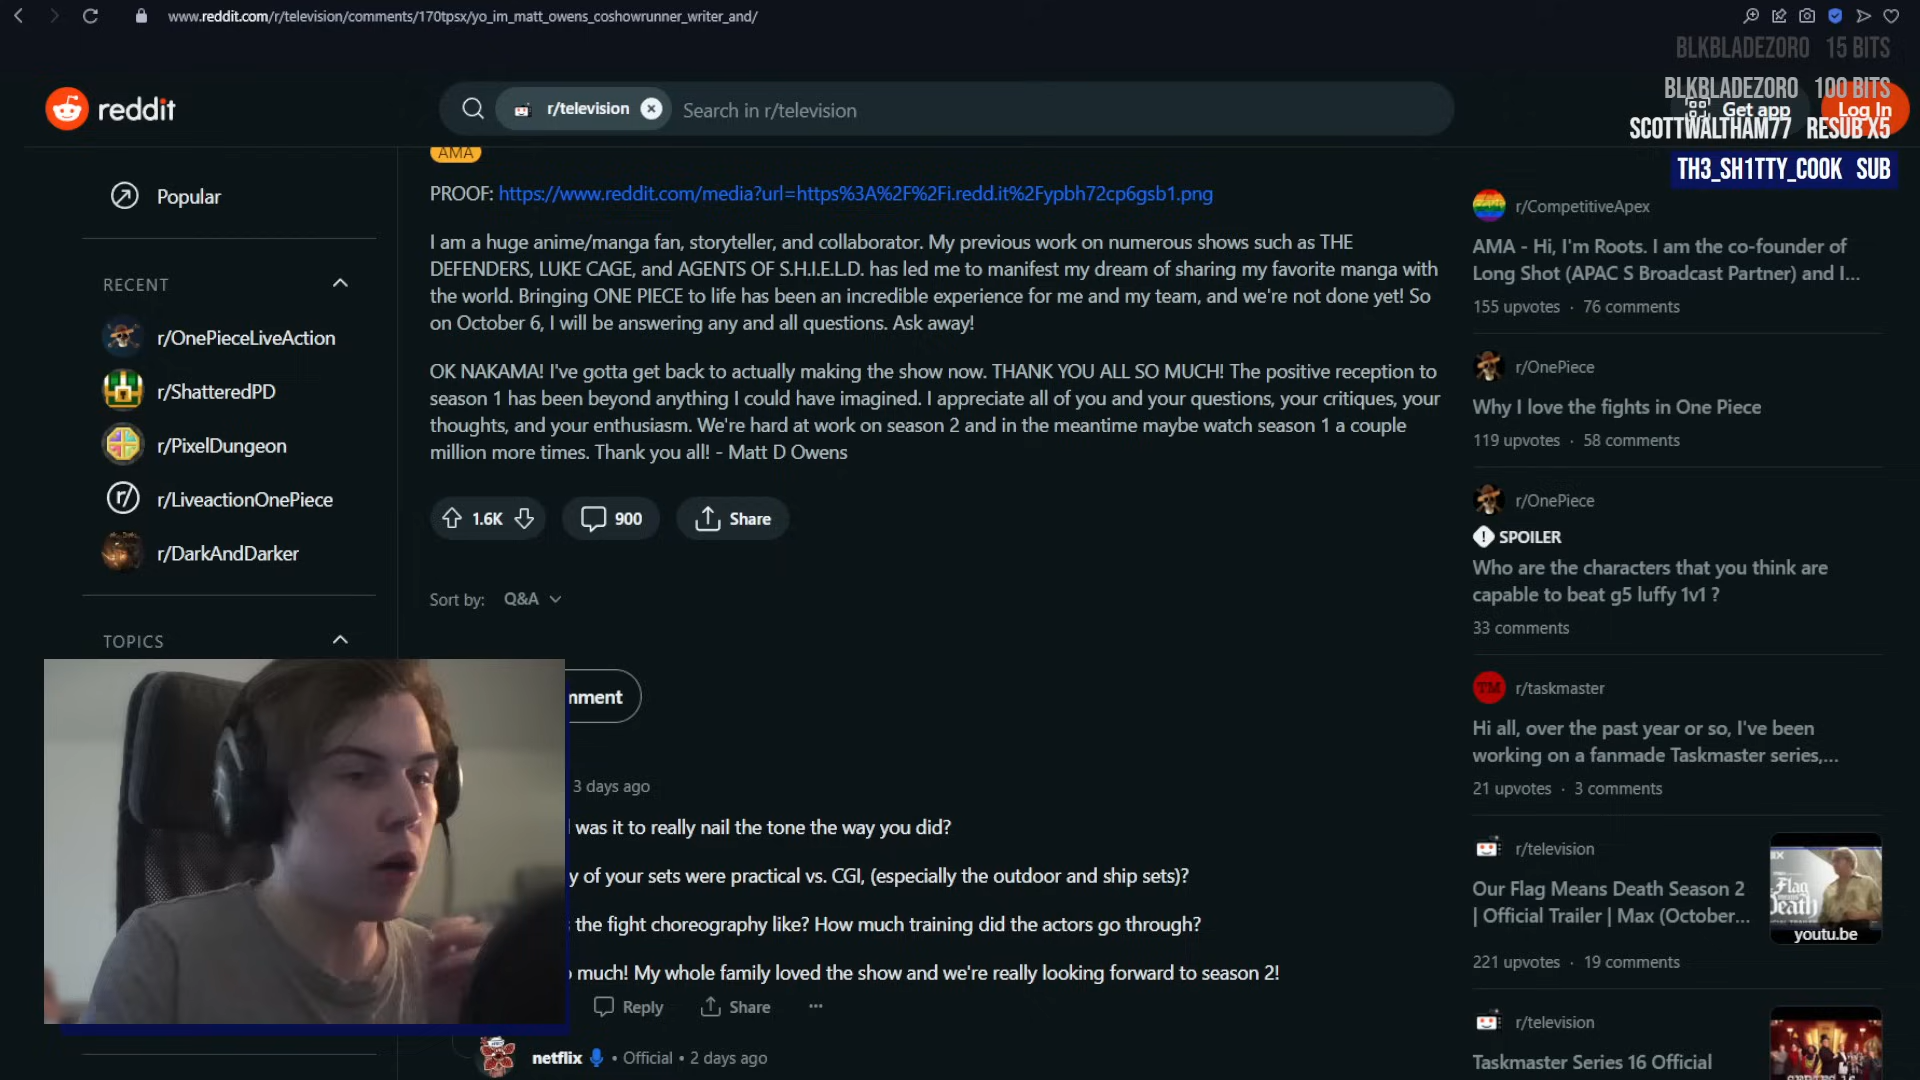 www.reddit.com/r/television/comments/170tpsx/yo_im_matt_owens_coshowrunner_writer_and/
BLKBLADEZORO 15 BITS
BLKBLADEZORO 100 BITS
SCOTTWALTHAM77 RESUB X5
TH3_SH1TTY_COOK SUB
reddit
r/television
Search in r/television
Get app
Log In
Popular
RECENT
r/OnePieceLiveAction
r/ShatteredPD
r/PixelDungeon
r/LiveactionOnePiece
r/DarkAndDarker
TOPICS
AMA
PROOF: https://www.reddit.com/media?url=https%3A%2F%2Fi.redd.it%2Fypbh72cp6gsb1.png
I am a huge anime/manga fan, storyteller, and collaborator. My previous work on numerous shows such as THE
DEFENDERS, LUKE CAGE, and AGENTS OF S.H.I.E.L.D. has led me to manifest my dream of sharing my favorite manga with
the world. Bringing ONE PIECE to life has been an incredible experience for me and my team, and we're not done yet! So
on October 6, I will be answering any and all questions. Ask away!
OK NAKAMA! I've gotta get back to actually making the show now. THANK YOU ALL SO MUCH! The positive reception to
season 1 has been beyond anything I could have imagined. I appreciate all of you and your questions, your critiques, your
thoughts, and your enthusiasm. We're hard at work on season 2 and in the meantime maybe watch season 1 a couple
million more times. Thank you all! - Matt D Owens
1.6K
900
Share
Sort by: Q&A
mment
3 days ago
was it to really nail the tone the way you did?
y of your sets were practical vs. CGI, (especially the outdoor and ship sets)?
the fight choreography like? How much training did the actors go through?
much! My whole family loved the show and we're really looking forward to season 2!
Reply
Share
...
netflix • Official • 2 days ago
r/CompetitiveApex
AMA - Hi, I'm Roots. I am the co-founder of
Long Shot (APAC S Broadcast Partner) and I...
155 upvotes · 76 comments
r/OnePiece
Why I love the fights in One Piece
119 upvotes · 58 comments
r/OnePiece
SPOILER
Who are the characters that you think are
capable to beat g5 luffy 1v1 ?
33 comments
TM
r/taskmaster
Hi all, over the past year or so, I've been
working on a fanmade Taskmaster series,...
21 upvotes · 3 comments
r/television
Our Flag Means Death Season 2
| Official Trailer | Max (October...
Flag
Death
youtu.be
221 upvotes · 19 comments
r/television
Taskmaster Series 16 Official